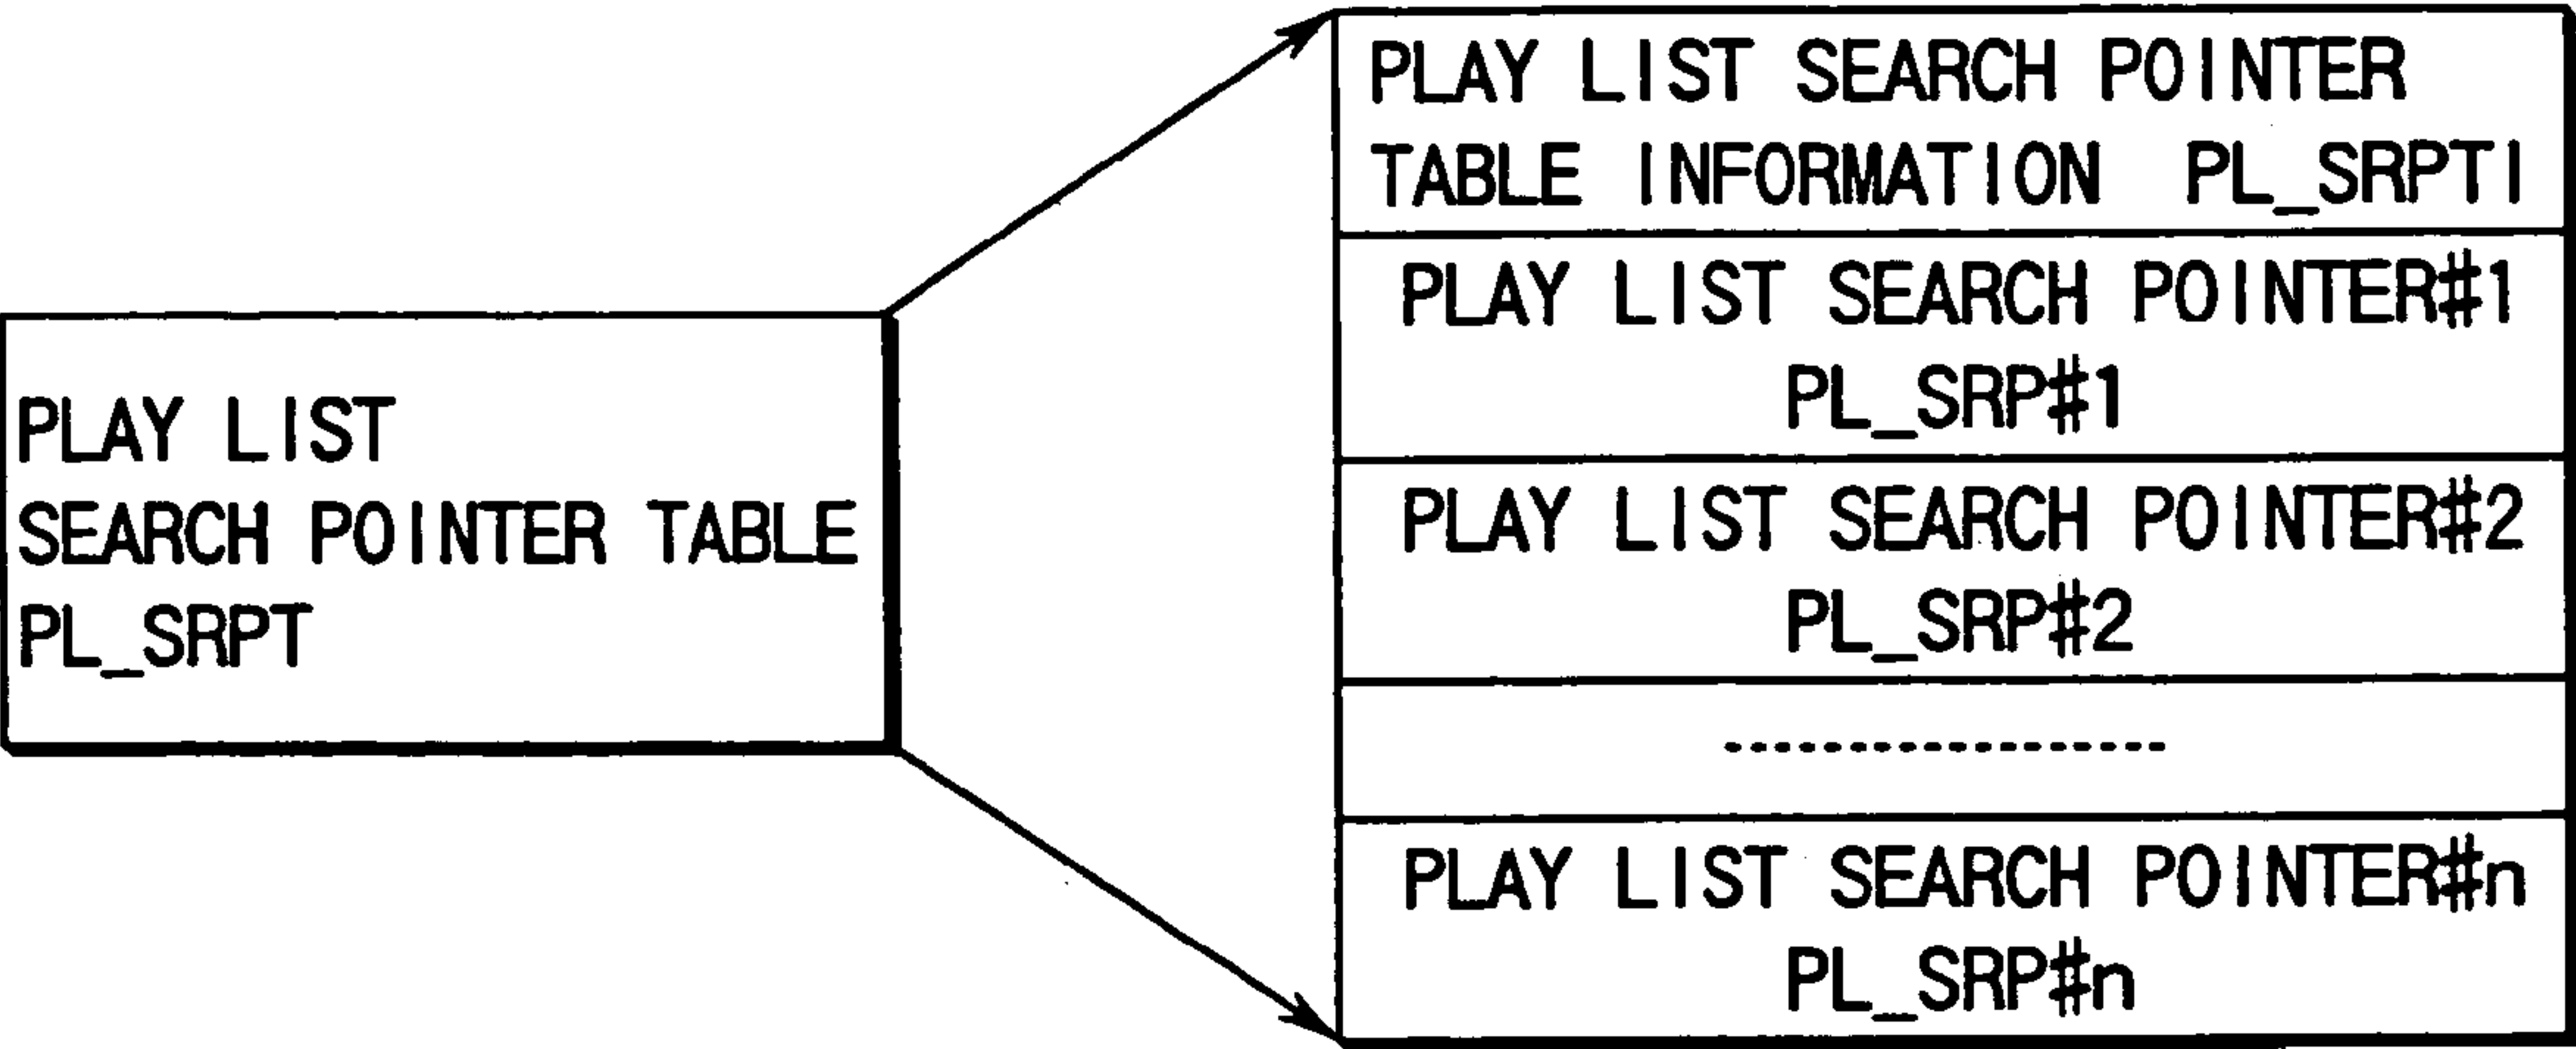 PLAY LIST
SEARCH POINTER TABLE
PL_SRPT
PLAY LIST SEARCH POINTER
TABLE INFORMATION PL_SRPTI
PLAY LIST SEARCH POINTER#1
PL_SRP#1
PLAY LIST SEARCH POINTER#2
PL_SRP#2
PLAY LIST SEARCH POINTER#n
PL_SRP#n